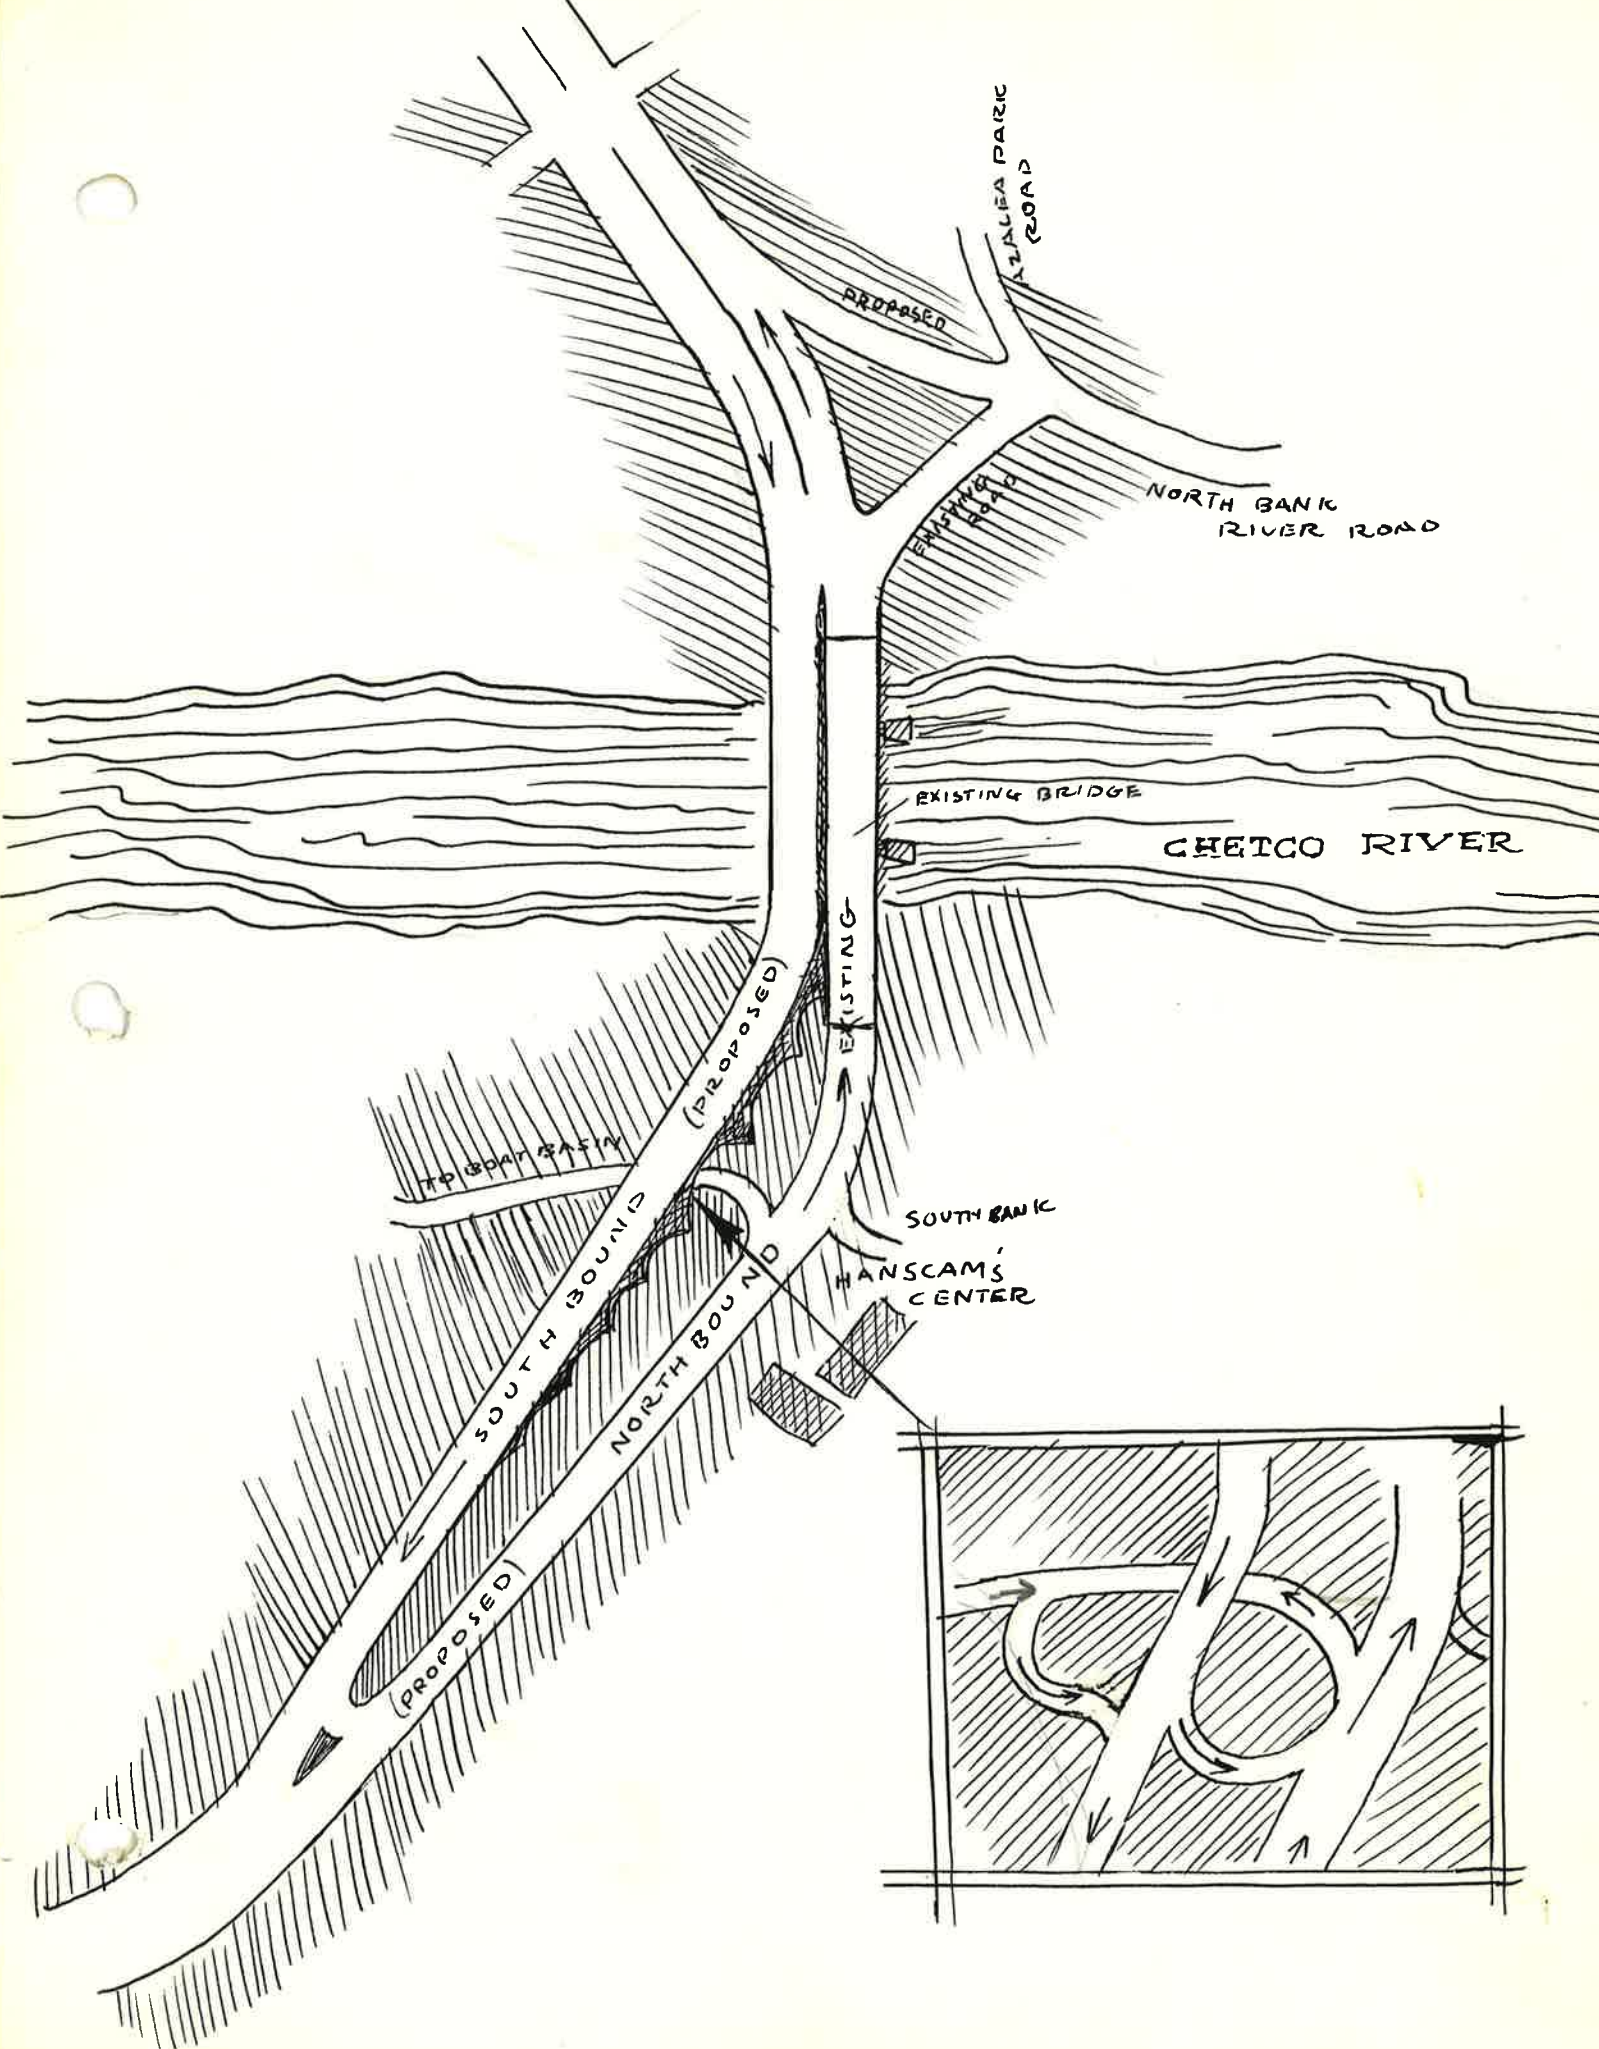 AZALEA PARK
ROAD
PROPOSED
EXISTING
ROAD
NORTH BANK
RIVER ROAD
EXISTING BRIDGE
CHETCO RIVER
EXISTING
(PROPOSED)
TO BOAT BASIN
SOUTH BOUND
SOUTH BANK
HANSCAM'S
CENTER
NORTH BOUND
(PROPOSED)